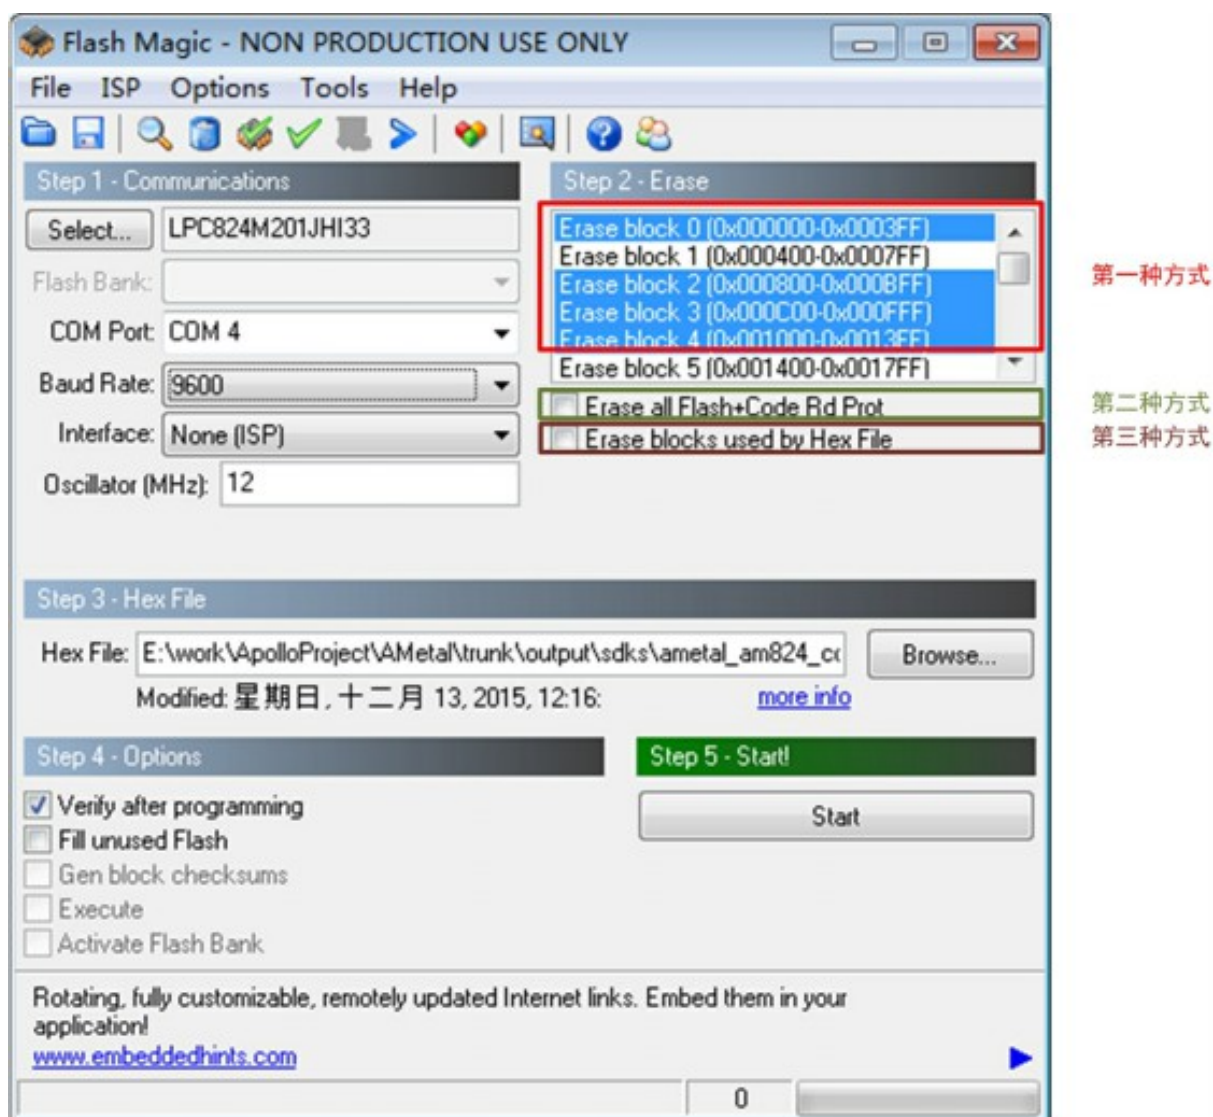 Flash Magic - NON PRODUCTION USE ONLY
File ISP Options Tools Help
Step 1 - Communications
Select... LPC824M201JHI33
Flash Bank:
COM Port: COM 4
Baud Rate: 9600
Interface: None (ISP)
Oscillator (MHz): 12
Step 2 - Erase
Erase block 0 (0x000000-0x0003FF)
Erase block 1 (0x000400-0x0007FF)
Erase block 2 (0x000800-0x000BFF)
Erase block 3 (0x000C00-0x000FFF)
Erase block 4 (0x001000-0x0013FF)
Erase block 5 (0x001400-0x0017FF)
Erase all Flash+Code Rd Prot
Erase blocks used by Hex File
第一种方式
第二种方式
第三种方式
Step 3 - Hex File
Hex File: E:\work\ApolloProject\AMetal\trunk\output\sdks\ametal_am824_cc Browse...
Modified: 星期日, 十二月 13, 2015, 12:16: more info
Step 4 - Options
Verify after programming
Fill unused Flash
Gen block checksums
Execute
Activate Flash Bank
Step 5 - Start!
Start
Rotating, fully customizable, remotely updated Internet links. Embed them in your
application!
www.embeddedhints.com
0